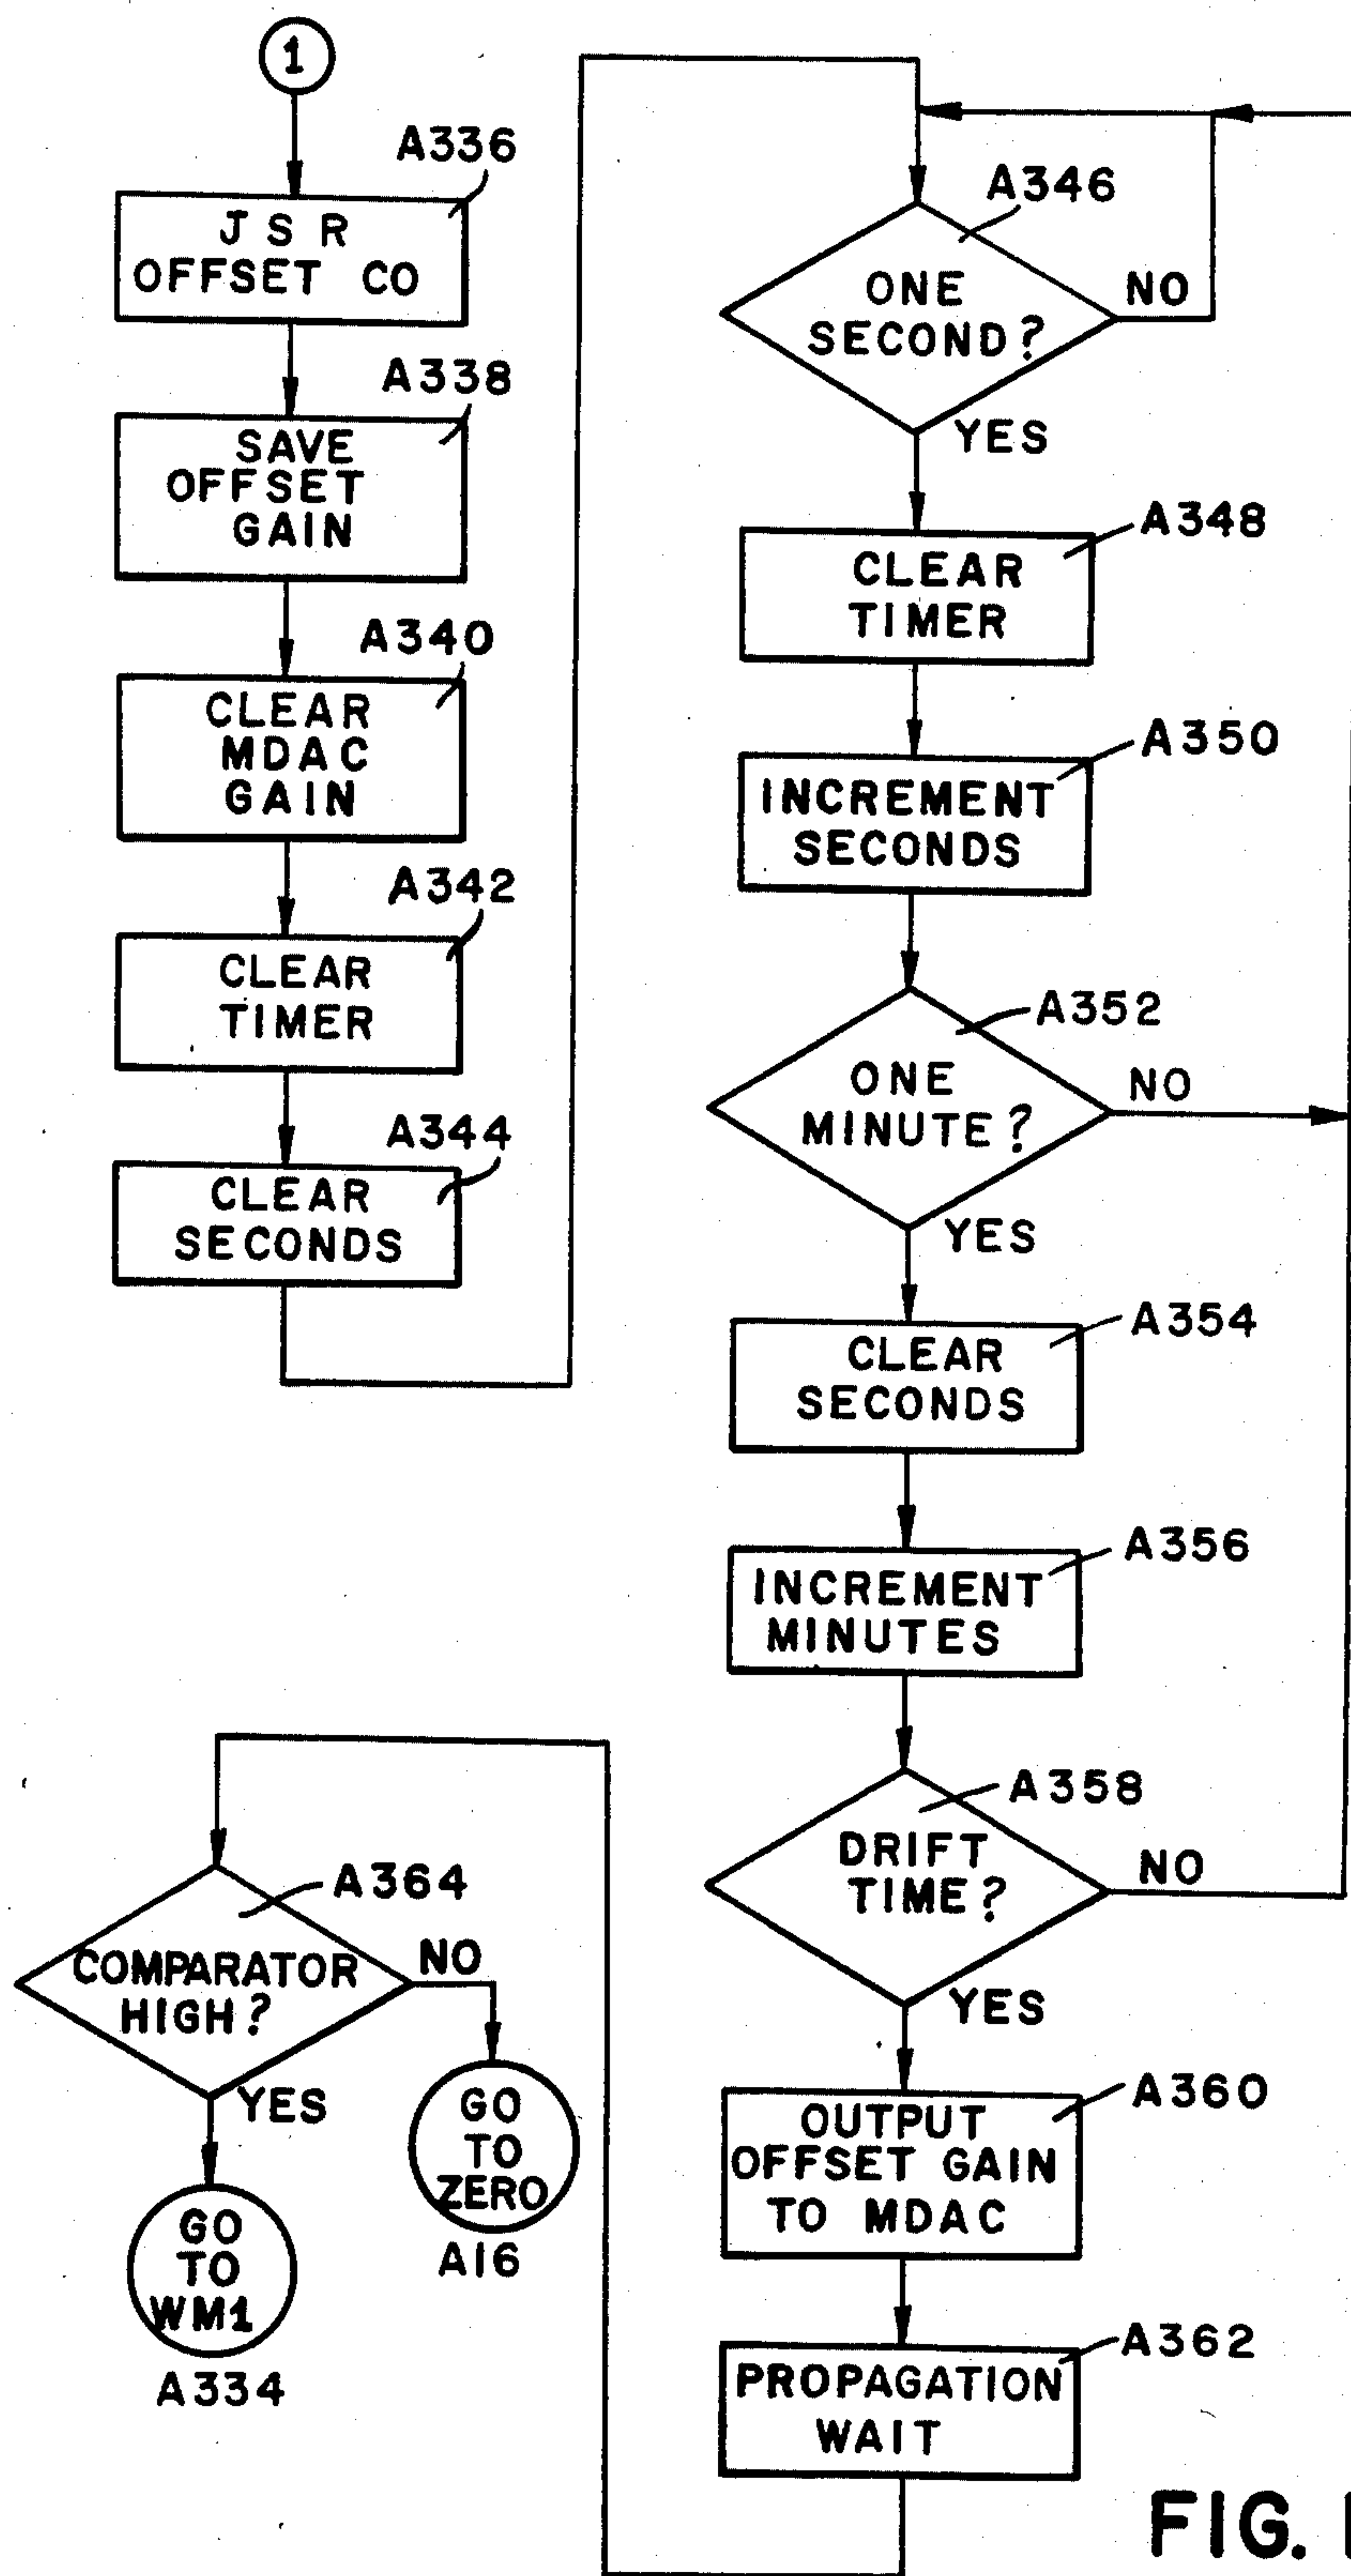 1
A336
JSR
OFFSET CO
A338
SAVE
OFFSET
GAIN
A340
CLEAR
MDAC
GAIN
A342
CLEAR
TIMER
A344
CLEAR
SECONDS
A346
ONE
SECOND?
NO
YES
A348
CLEAR
TIMER
A350
INCREMENT
SECONDS
A352
ONE
MINUTE?
NO
YES
A354
CLEAR
SECONDS
A356
INCREMENT
MINUTES
A358
DRIFT
TIME?
NO
YES
A360
OUTPUT
OFFSET GAIN
TO MDAC
A362
PROPAGATION
WAIT
A364
COMPARATOR
HIGH?
NO
YES
GO
TO
ZERO
A16
GO
TO
WM1
A334
FIG.